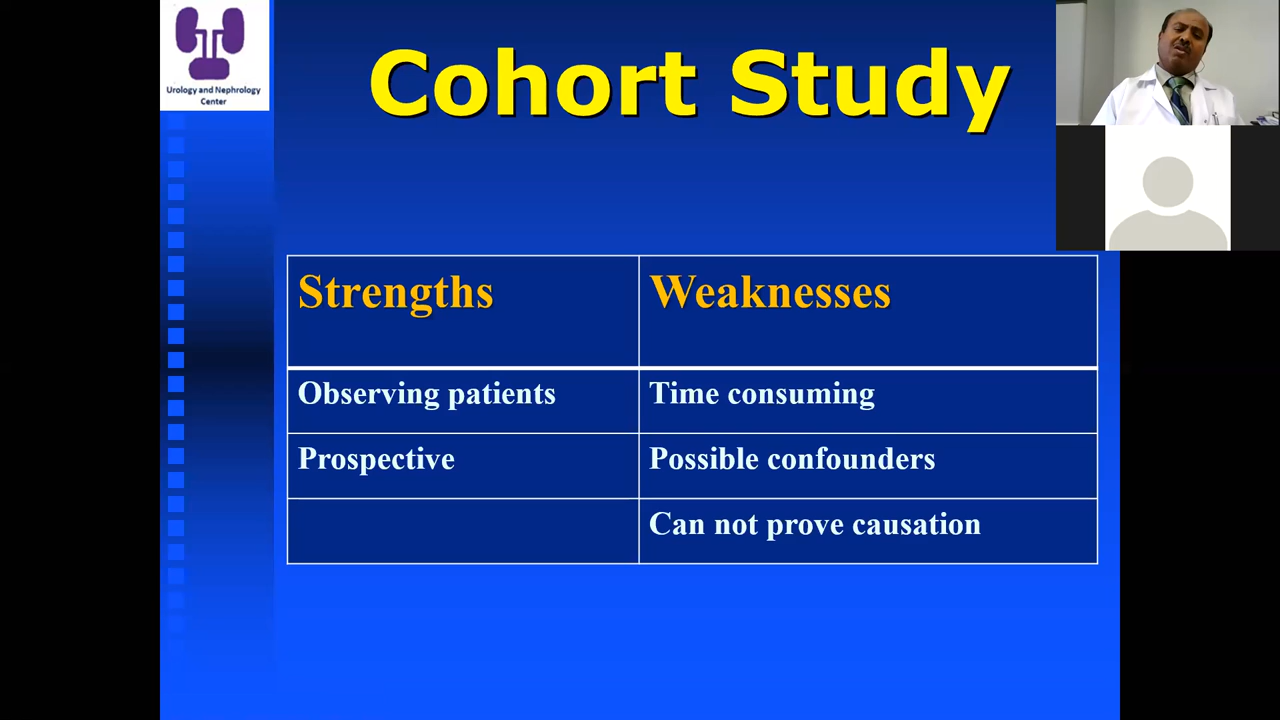 Urology and Nephrology
Center
Cohort Study
Strengths
Weaknesses
Observing patients
Time consuming
Prospective
Possible confounders
Can not prove causation